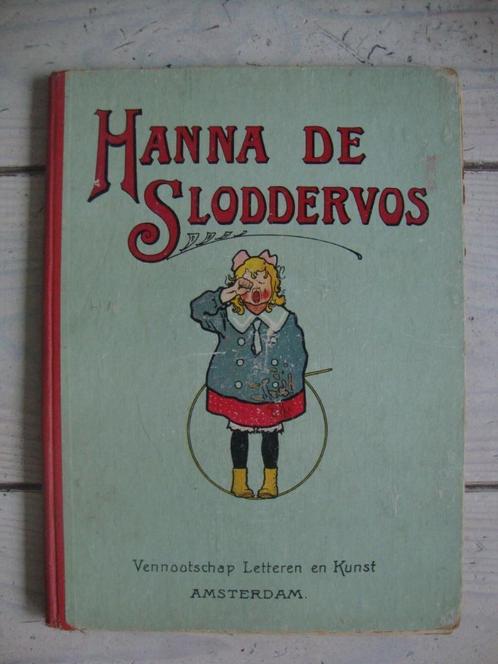 HANNA DE
SLODDERVOS
Vennootschap Letteren en Kunst
AMSTERDAM.